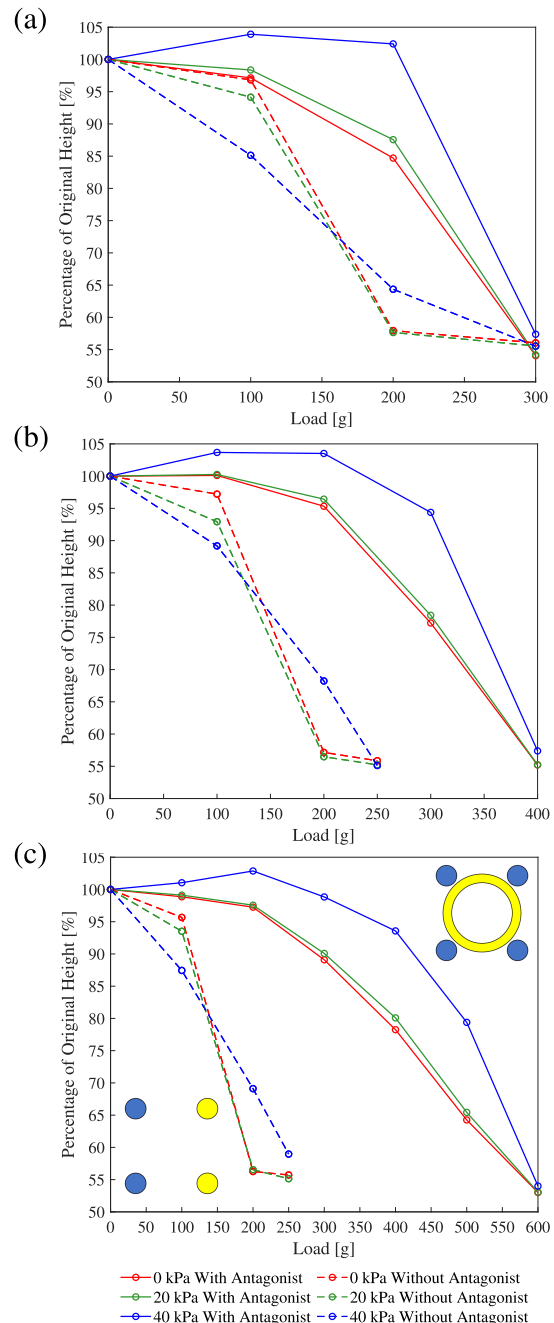 (a)
105
100
95
90
85
80
75
70
65
60
55
50
Percentage of Original Height [%]
0 50 100 150 200 250 300
Load [g]
(b)
105
100
95
90
85
80
75
70
65
60
55
50
Percentage of Original Height [%]
0 50 100 150 200 250 300 350 400
Load [g]
(c)
105
100
95
90
85
80
75
70
65
60
55
50
Percentage of Original Height [%]
0 50 100 150 200 250 300 350 400 450 500 550 600
Load [g]
0 kPa With Antagonist 0 kPa Without Antagonist
20 kPa With Antagonist 20 kPa Without Antagonist
40 kPa With Antagonist 40 kPa Without Antagonist